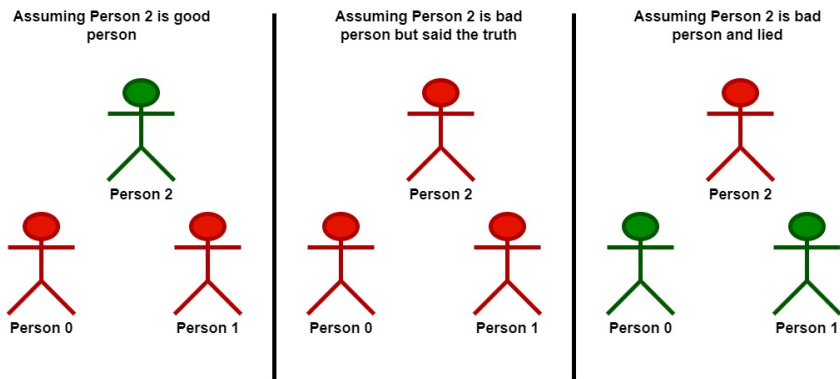 Assuming Person 2 is good
person
Person 2
Person 0
Person 1
Assuming Person 2 is bad
person but said the truth
Person 2
Person 0
Person 1
Assuming Person 2 is bad
person and lied
Person 2
Person 0
Person 1